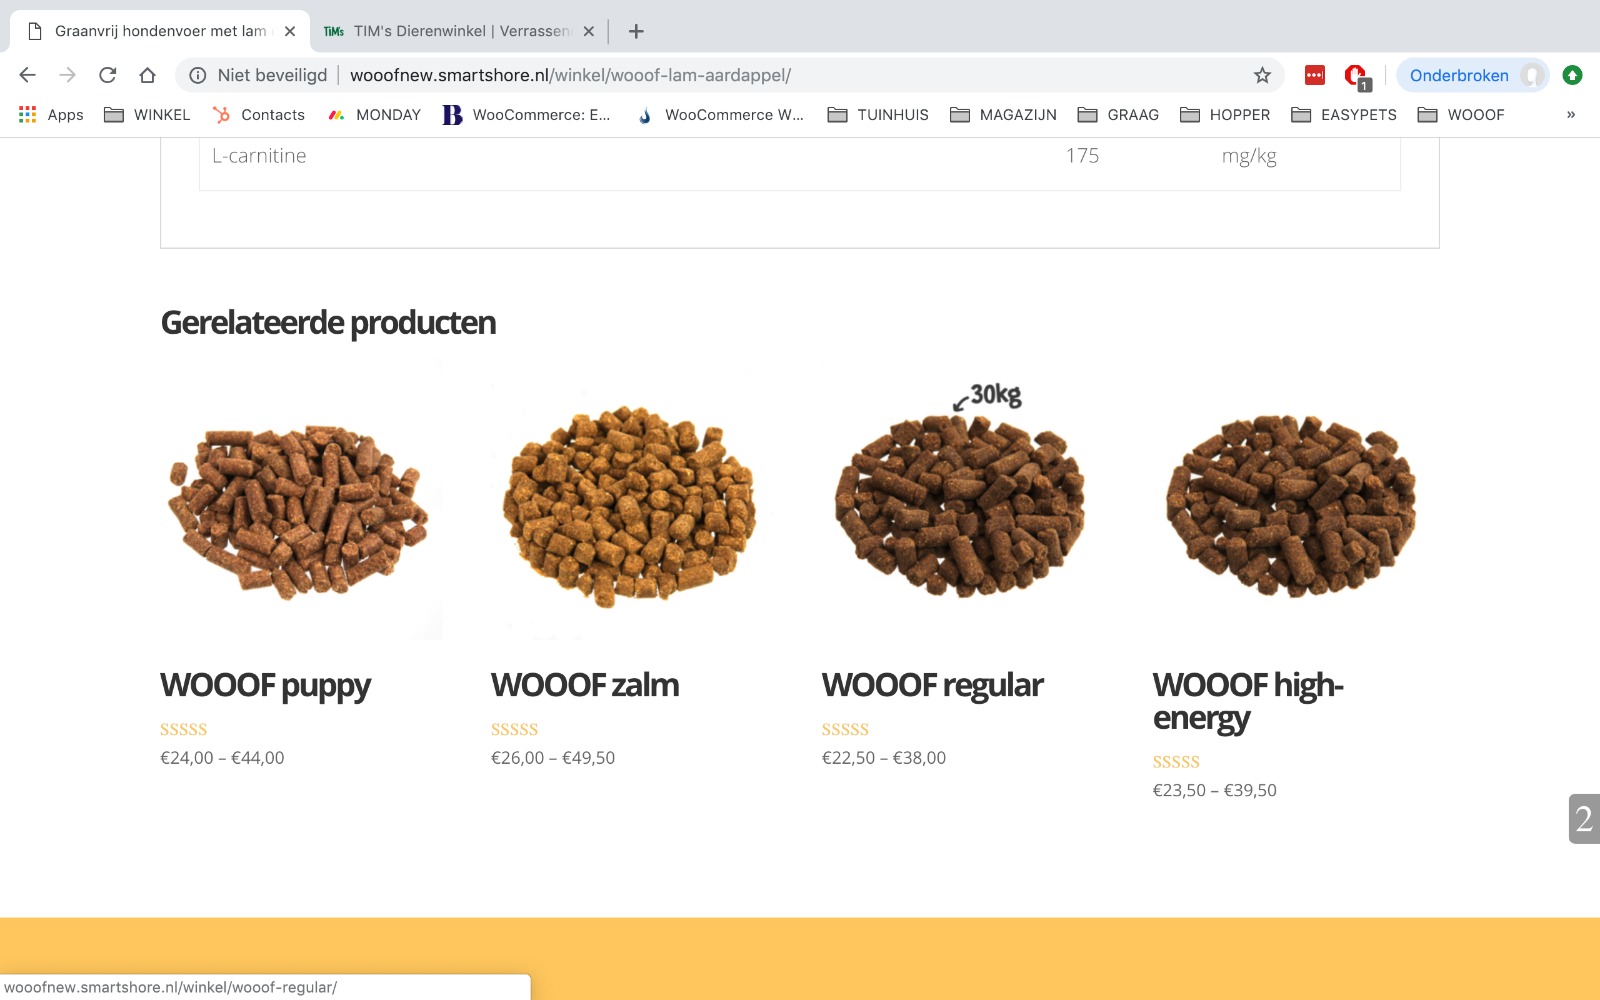 Graanvrij hondenvoer met lam
TiMs TIM's Dierenwinkel | Verrassen
Niet beveiligd wooofnew.smartshore.nl/winkel/wooof-lam-aardappel/
1
Onderbroken
Apps WINKEL Contacts MONDAY B WooCommerce: E... WooCommerce W... TUINHUIS MAGAZIJN GRAAG HOPPER EASYPETS WOOOF »
L-carnitine 175 mg/kg
Gerelateerde producten
30kg
WOOOF puppy
SSSSS
€24,00 – €44,00
WOOOF zalm
SSSSS
€26,00 – €49,50
WOOOF regular
SSSSS
€22,50 – €38,00
WOOOF high-
energy
SSSSS
€23,50 – €39,50
2
wooofnew.smartshore.nl/winkel/wooof-regular/